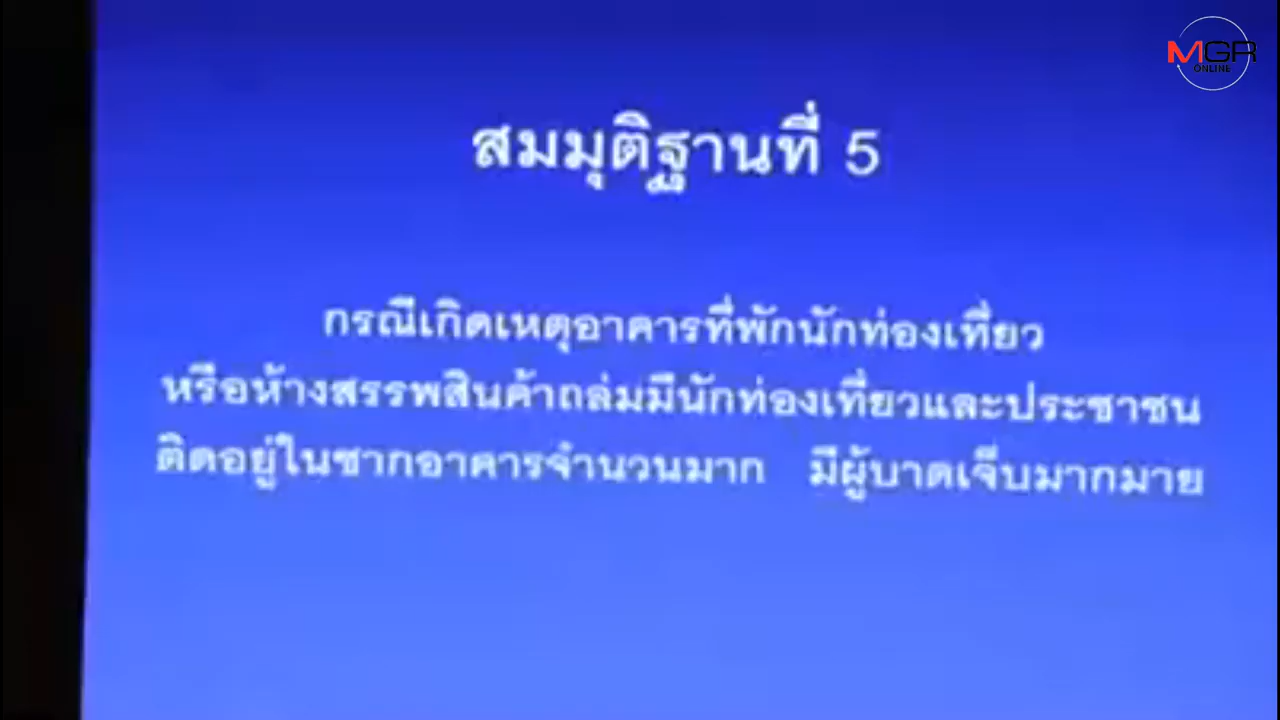 MGR
ONLINE
สมมุติฐานที่ 5
กรณีเกิดเหตุอาคารที่พักนักท่องเที่ยว
หรือห้างสรรพสินค้าถล่มมีนักท่องเที่ยวและประชาชน
ติดอยู่ในซากอาคารจำนวนมาก มีผู้บาดเจ็บมากมาย